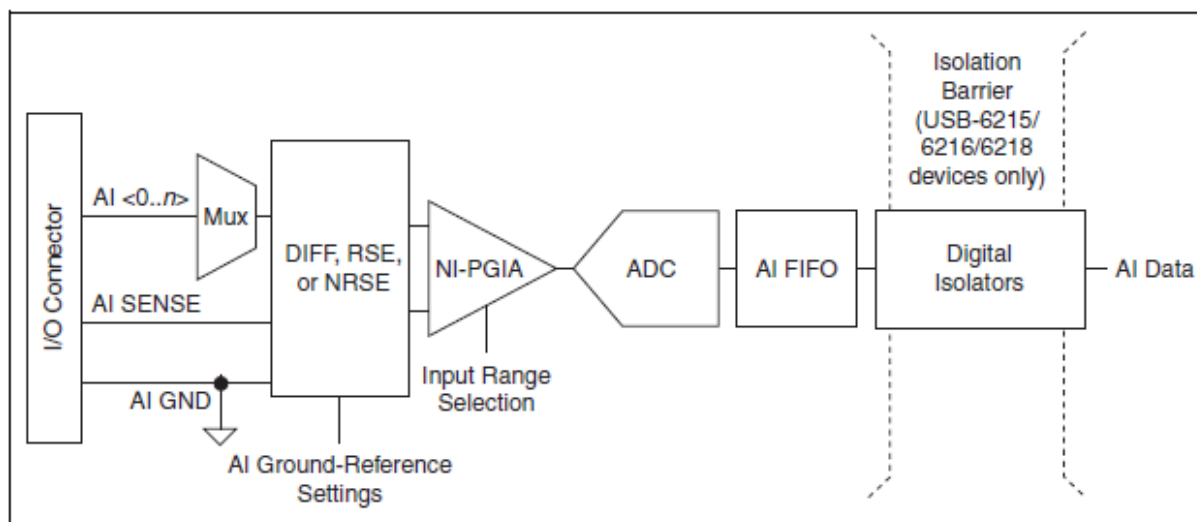 Isolation
Barrier
(USB-6215/
6216/6218
devices only)
I/O Connector
AI <0..n>
Mux
DIFF, RSE,
or NRSE
NI-PGIA
ADC
AI FIFO
Digital
Isolators
AI Data
AI SENSE
AI GND
Input Range
Selection
AI Ground-Reference
Settings